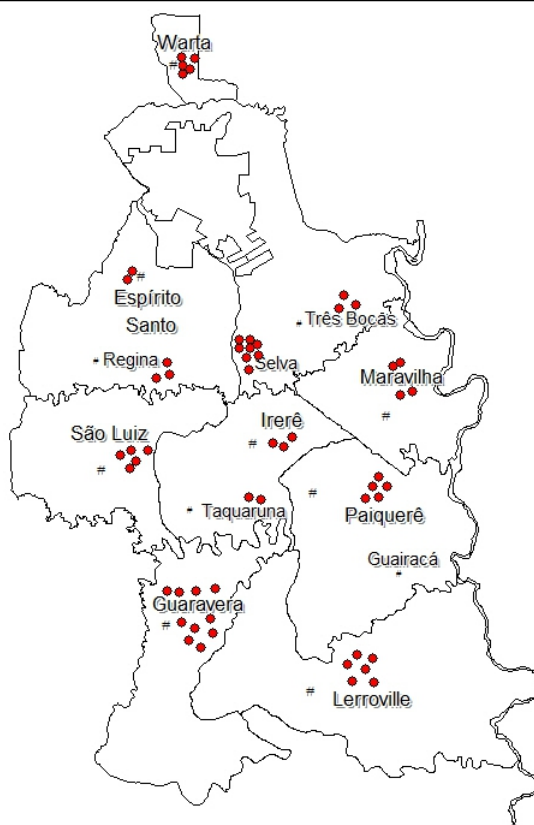 Warta
#
#
Espírito
Santo
Três Bocas
Regina
Selva
Maravilha
#
Irerê
São Luiz
#
#
#
Taquaruna
Paiquerê
Guairacá
Guaravera
#
#
Lerroville